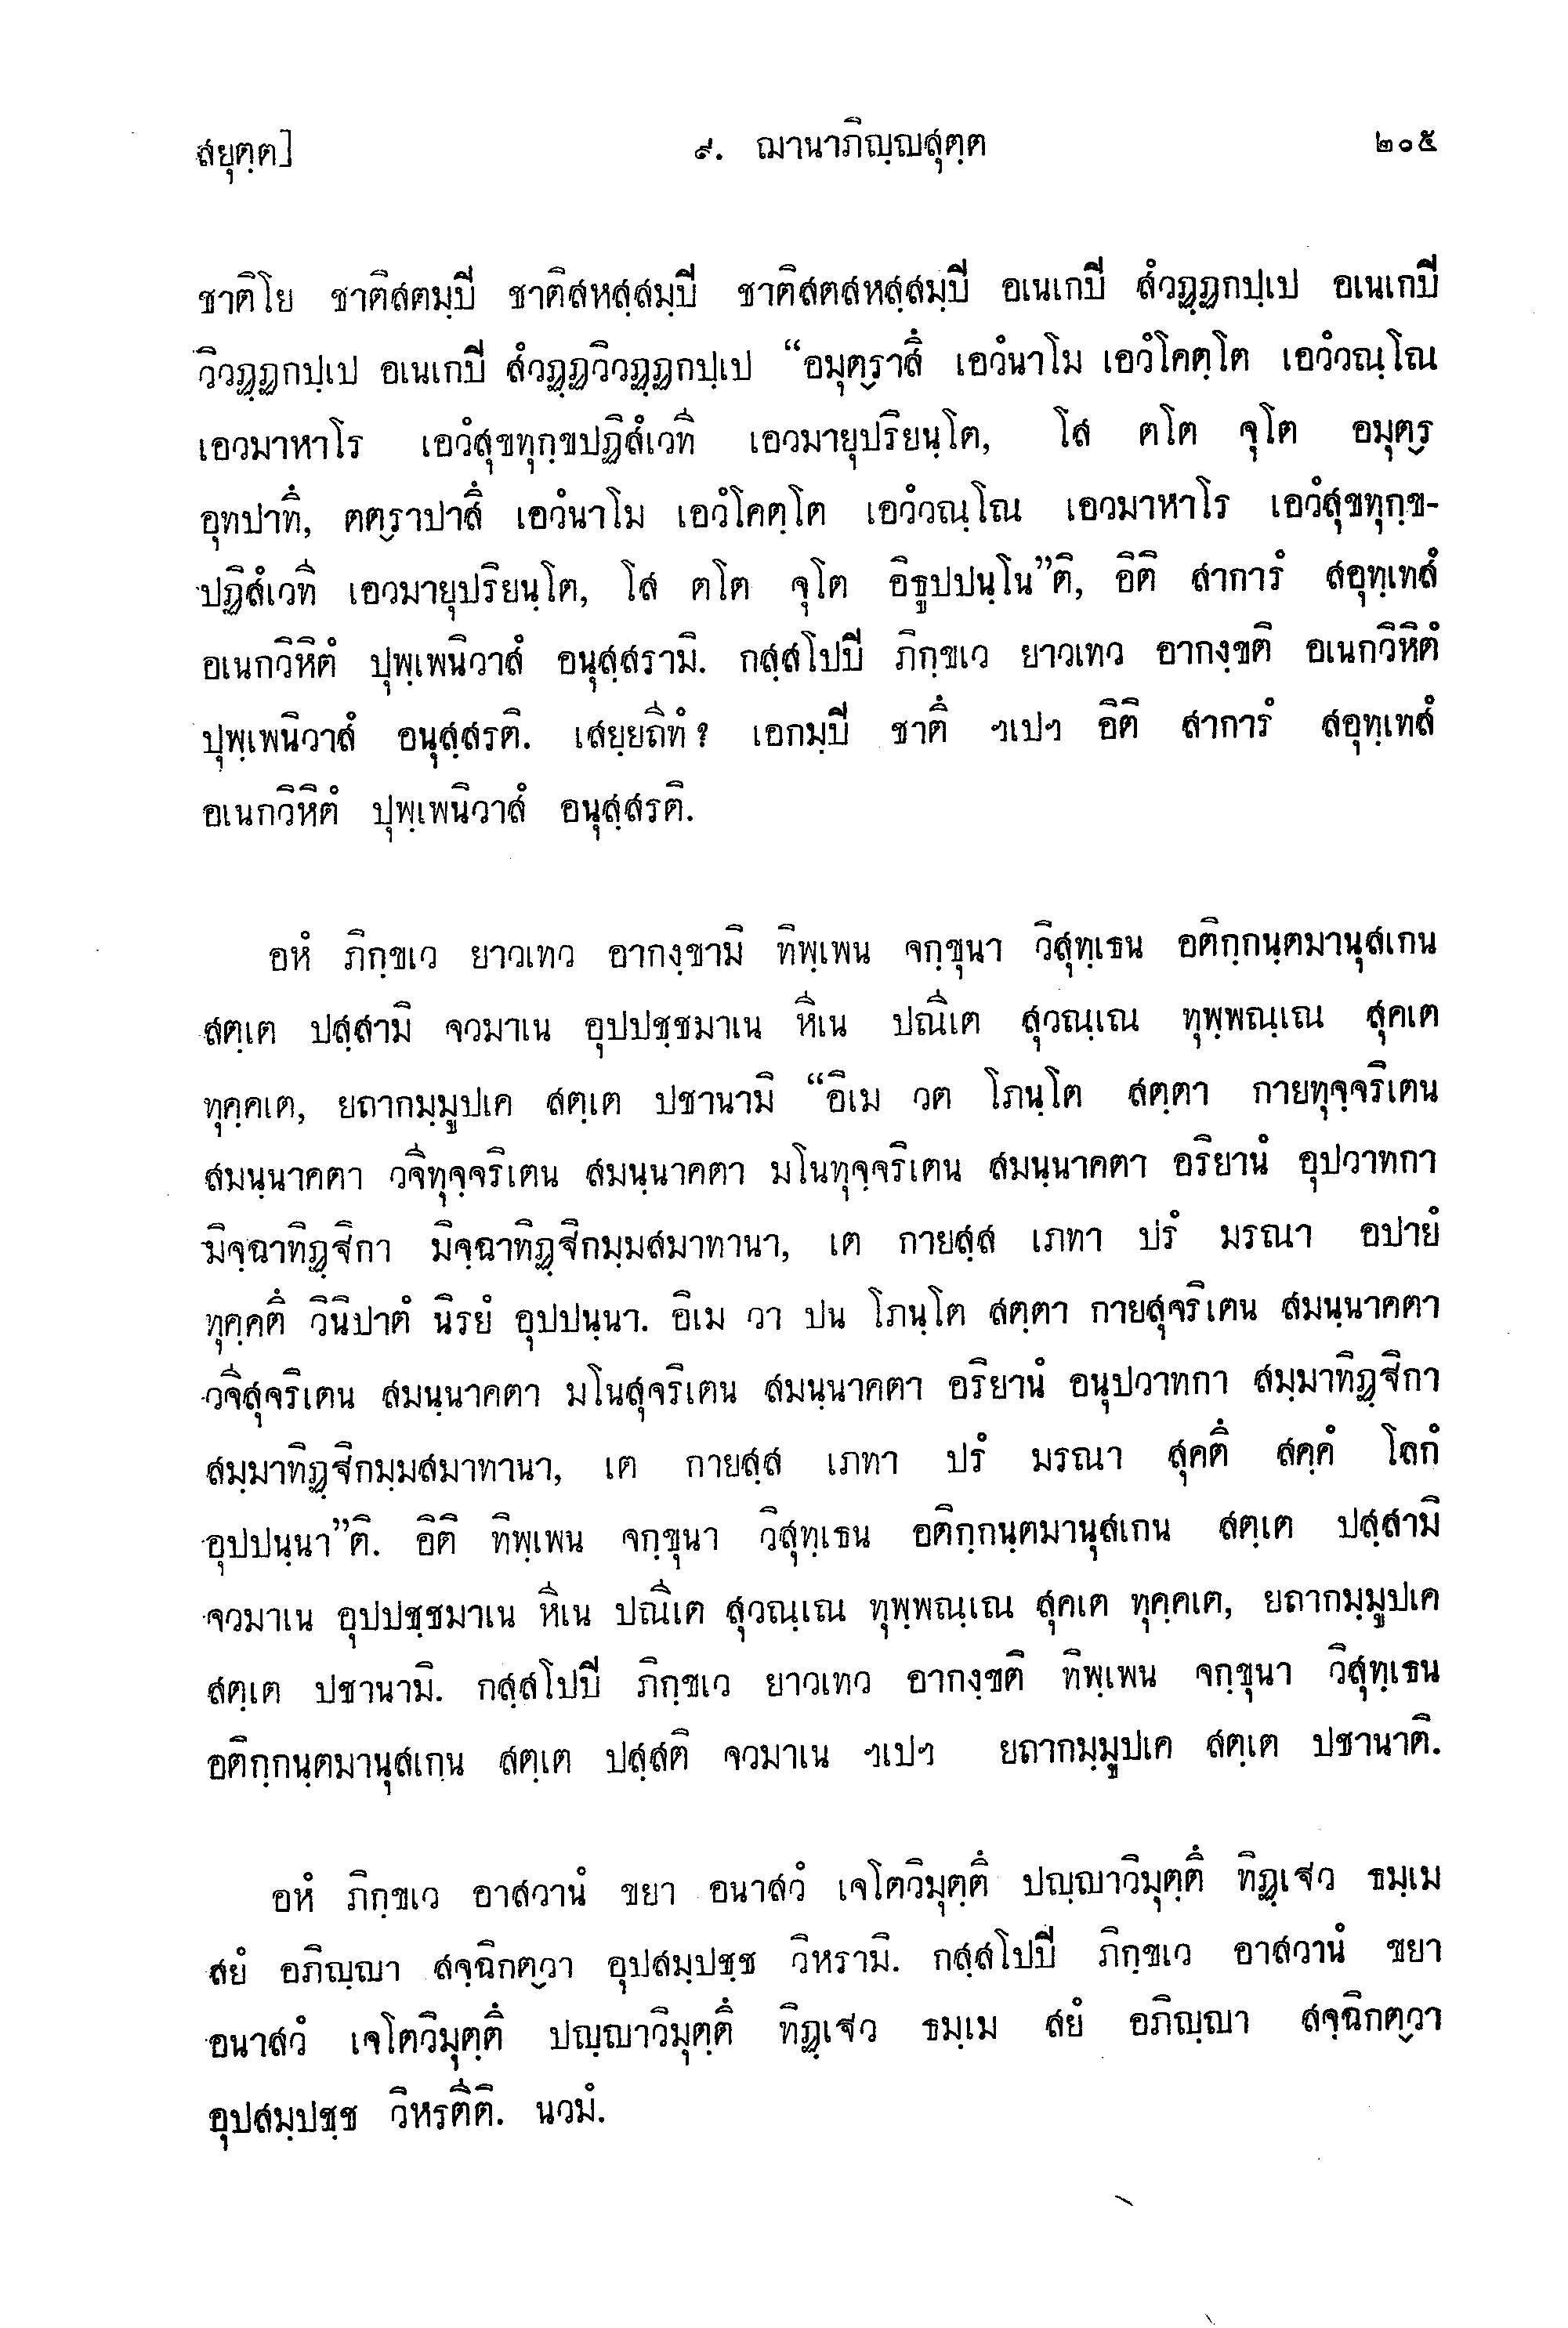 สยุตฺต]
๙. ฌานาภิญฺญสุตฺต
๒๐๕
ชาติโย ชาติสตมฺปี ชาติสหสฺสมฺปี ชาติสตสหสฺสมฺปี อเนเกปี สํวฏฺฏกปฺเป อเนเกปี
วิวฏฺฏกปฺเป อเนเกปี สํวฏฺฏวิวฏฺฏกปฺเป “อมุตฺราสึ เอวํนาโม เอวํโคตฺโต เอวํวณฺโณ
เอวมาหาโร เอวํสุขทุกฺขปฏิสํเวที เอวมายุปริยนฺโต, โส ตโต จุโต อมุตฺร
อุทปาทึ, ตตฺราปาสึ เอวํนาโม เอวํโคตฺโต เอวํวณฺโณ เอวมาหาโร เอวํสุขทุกฺข-
ปฏิสํเวที เอวมายุปริยนฺโต, โส ตโต จุโต อิธูปปนฺโน”ติ, อิติ สาการํ สอุทฺเทสํ
อเนกวิหิตํ ปุพฺเพนิวาสํ อนุสฺสรามิ. กสฺสโปปี ภิกฺขเว ยาวเทว อากงฺขติ อเนกวิหิตํ
ปุพฺเพนิวาสํ อนุสฺสรติ. เสยฺยถีทํ? เอกมฺปี ชาตึ ฯเปฯ อิติ สาการํ สอุทฺเทสํ
อเนกวิหิตํ ปุพฺเพนิวาสํ อนุสฺสรติ.
อหํ ภิกฺขเว ยาวเทว อากงฺขามิ ทิพฺเพน จกฺขุนา วิสุทฺเธน อติกฺกนฺตมานุสเกน
สตฺเต ปสฺสามิ จวมาเน อุปปชฺชมาเน หีเน ปณีเต สุวณฺเณ ทุพฺพณฺเณ สุคเต
ทุคฺคเต, ยถากมฺมูปเค สตฺเต ปชานามิ “อิเม วต โภนฺโต สตฺตา กายทุจฺจริเตน
สมนฺนาคตา วจีทุจฺจริเตน สมนฺนาคตา มโนทุจฺจริเตน สมนฺนาคตา อริยานํ อุปวาทกา
มิจฺฉาทิฏฺฐิกา มิจฺฉาทิฏฺฐิกมฺมสมาทานา, เต กายสฺส เภทา ปรํ มรณา อปายํ
ทุคฺคตึ วินิปาตํ นิรยํ อุปปนฺนา. อิเม วา ปน โภนฺโต สตฺตา กายสุจริเตน สมนฺนาคตา
วจีสุจริเตน สมนฺนาคตา มโนสุจริเตน สมนฺนาคตา อริยานํ อนุปวาทกา สมฺมาทิฏฺฐิกา
สมฺมาทิฏฺฐิกมฺมสมาทานา, เต กายสฺส เภทา ปรํ มรณา สุคตึ สคฺคํ โลกํ
อุปปนฺนา”ติ. อิติ ทิพฺเพน จกฺขุนา วิสุทฺเธน อติกฺกนฺตมานุสเกน สตฺเต ปสฺสามิ
จวมาเน อุปปชฺชมาเน หีเน ปณีเต สุวณฺเณ ทุพฺพณฺเณ สุคเต ทุคฺคเต, ยถากมฺมูปเค
สตฺเต ปชานามิ. กสฺสโปปี ภิกฺขเว ยาวเทว อากงฺขติ ทิพฺเพน จกฺขุนา วิสุทฺเธน
อติกฺกนฺตมานุสเกฺน สตฺเต ปสฺสติ จวมาเน ฯเปฯ ยถากมฺมูปเค สตฺเต ปชานาติ.
อหํ ภิกฺขเว อาสวานํ ขยา อนาสวํ เจโตวิมุตฺตึ ปญฺญาวิมุตฺตึ ทิฏฺเฐว ธมฺเม
สยํ อภิญฺญา สจฺฉิกตฺวา อุปสมฺปชฺช วิหรามิ. กสฺสโปปี ภิกฺขเว อาสวานํ ขยา
อนาสวํ เจโตวิมุตฺตึ ปญฺญาวิมุตฺตึ ทิฏฺเฐว ธมฺเม สยํ อภิญฺญา สจฺฉิกตฺวา
อุปสมฺปชฺช วิหรตีติ. นวมํ.